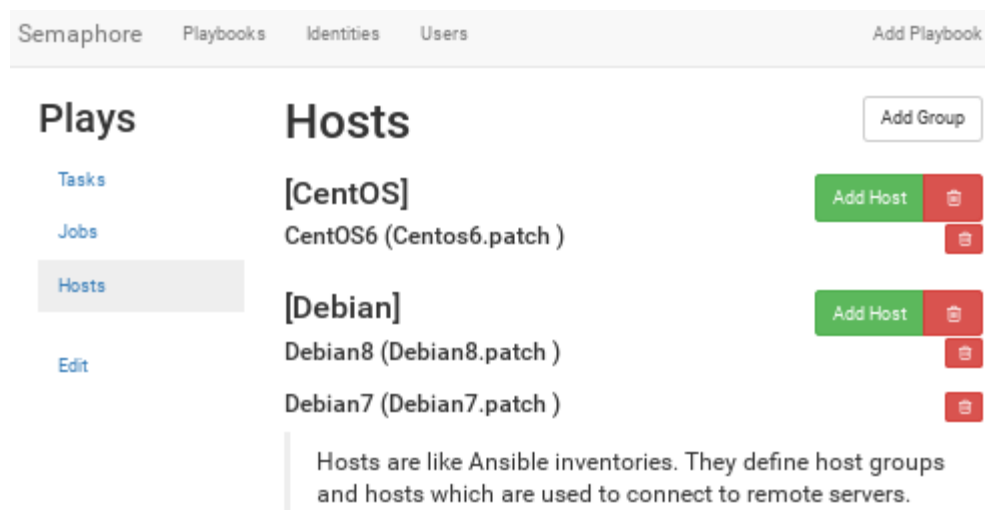 Semaphore Playbooks Identities Users Add Playbook
Plays
Tasks
Jobs
Hosts
Edit
Hosts Add Group
[CentOS] Add Host
CentOS6 (Centos6.patch )
[Debian] Add Host
Debian8 (Debian8.patch )
Debian7 (Debian7.patch )
Hosts are like Ansible inventories. They define host groups
and hosts which are used to connect to remote servers.